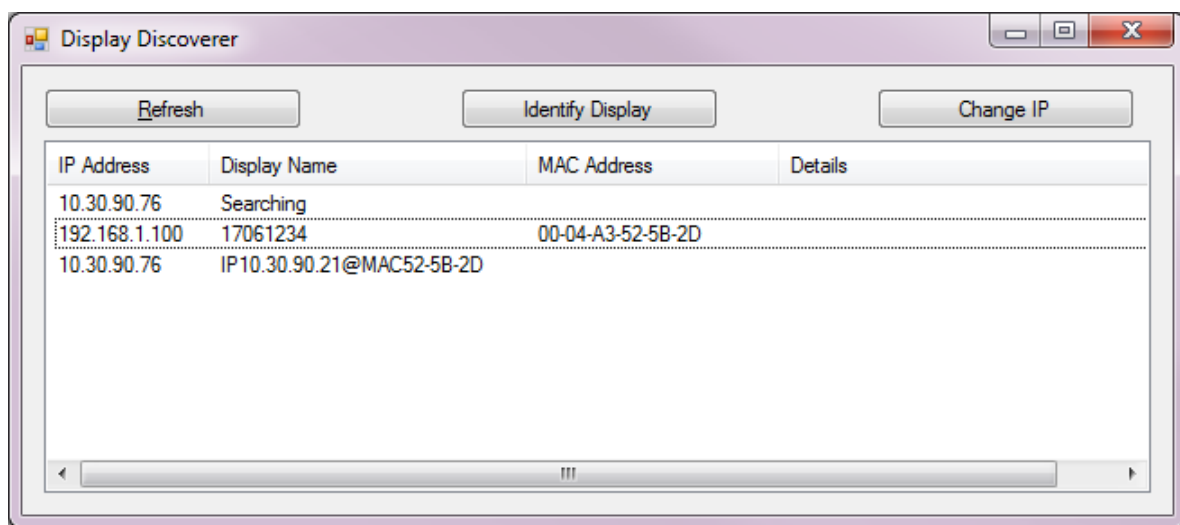 Display Discoverer
Refresh Identify Display Change IP
IP Address Display Name MAC Address Details
10.30.90.76 Searching
192.168.1.100 17061234 00-04-A3-52-5B-2D
10.30.90.76 IP10.30.90.21@MAC52-5B-2D